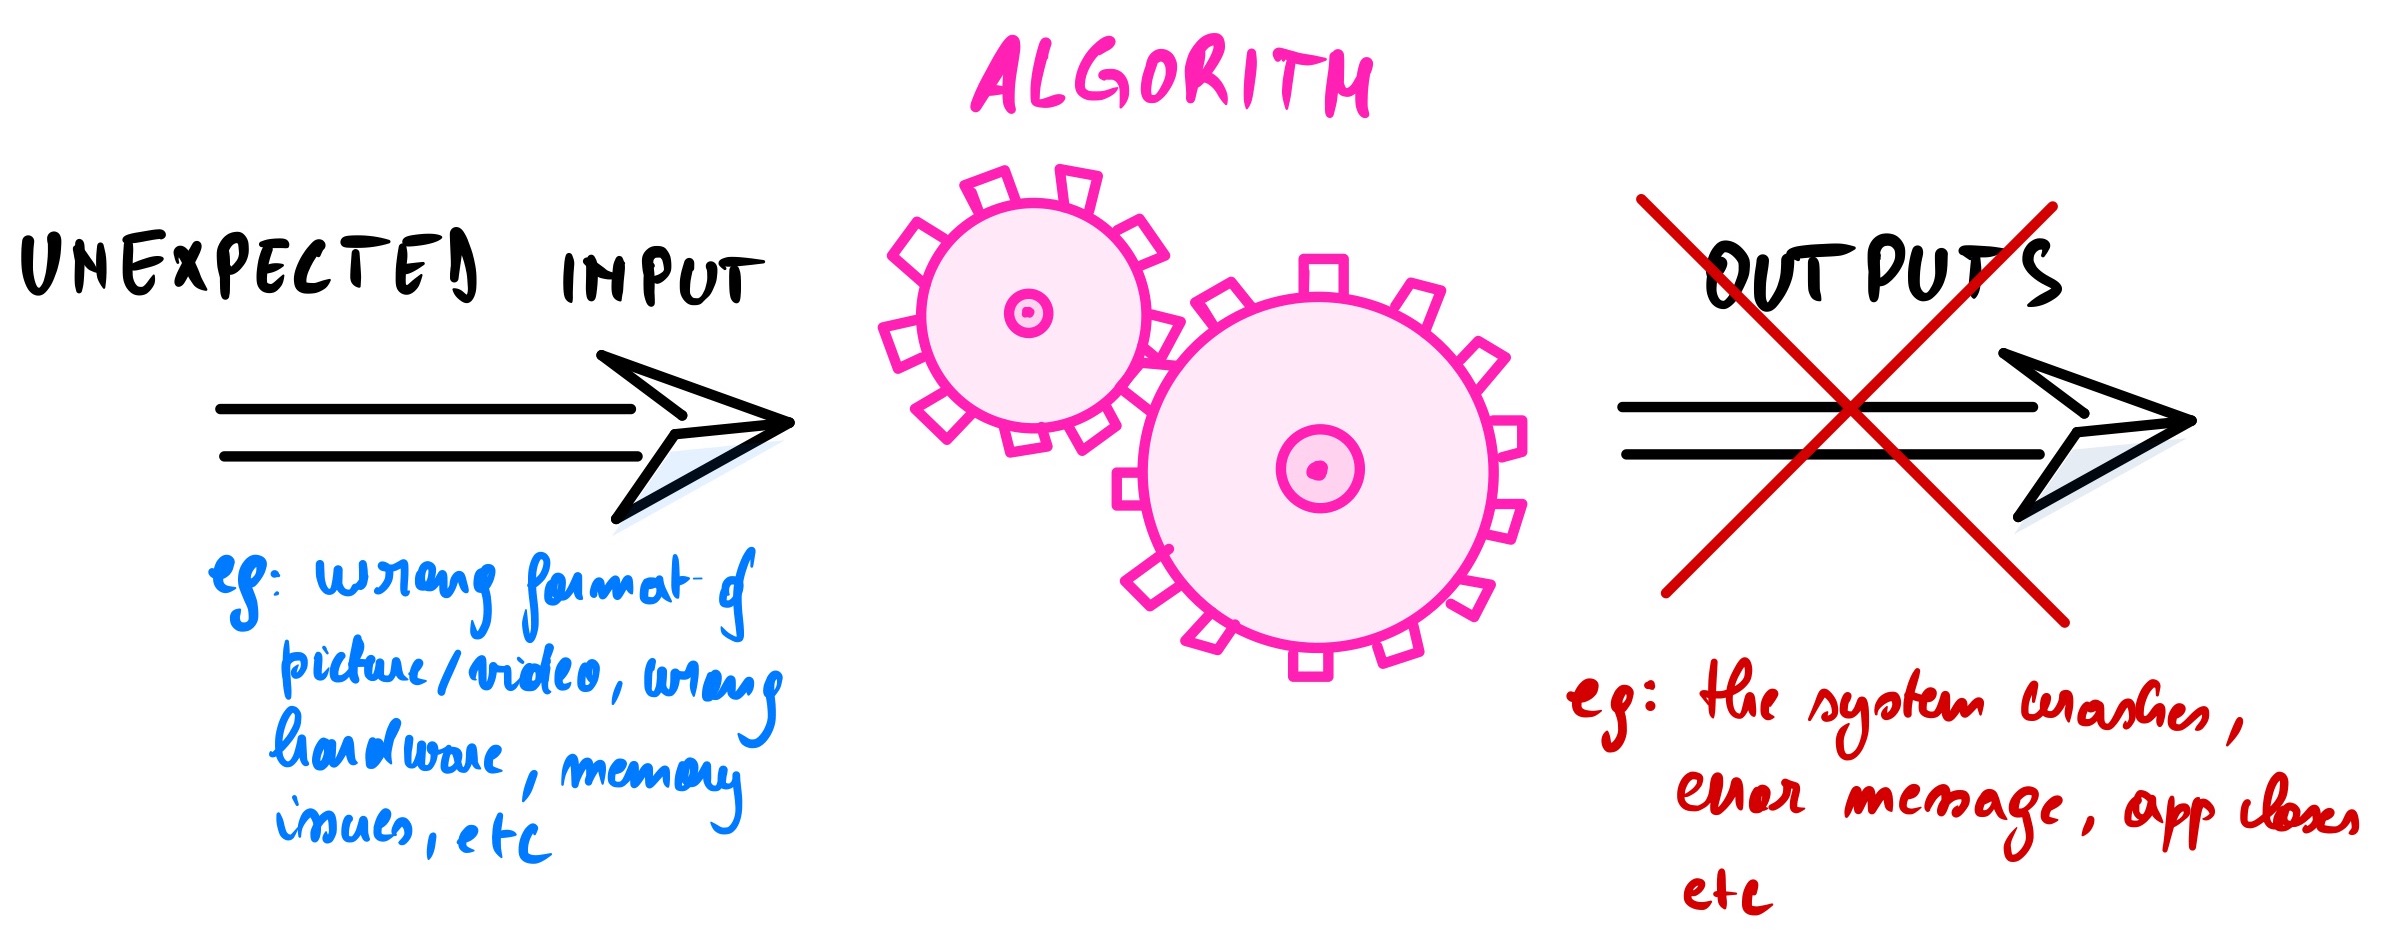 ALGORITM
UNEXPECTED INPUT
OUTPUTS
eg: wrong format of
picture/video, wrong
hardware, memory
issues, etc
eg: the system crashes,
error message, app closes
etc